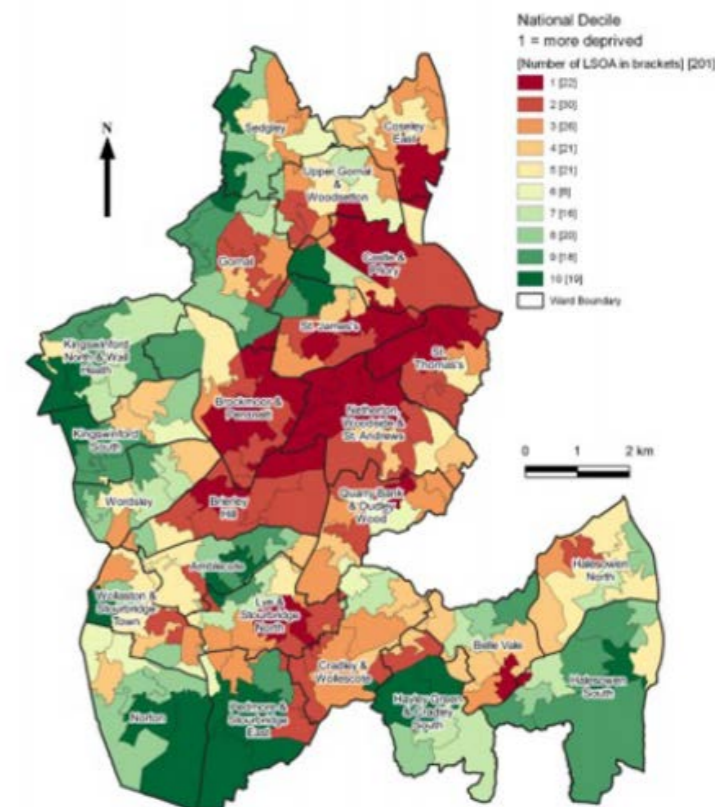 National Decile
1 = more deprived
[Number of LSOA in brackets] [201]
1 [22]
2 [30]
3 [26]
4 [21]
5 [21]
6 [8]
7 [16]
8 [20]
9 [18]
10 [19]
Ward Boundary
N
Sedgley
Coseley
East
Upper Gornal
&
Woodsetton
Gornal
Castle &
Priory
St. James's
Kingswinford
North & Wall
Heath
St.
Thomas's
Brockmoor &
Pensnett
Netherton,
Woodside &
St. Andrews
Kingswinford
South
0 2 km
Wordsley
Brierley
Hill
Quarry Bank
& Dudley
Wood
Amblecote
Halesowen
North
Wollaston &
Stourbridge
Town
Lye &
Stourbridge
North
Belle Vale
Cradley &
Wollescote
Halesowen
South
Norton
Pedmore &
Stourbridge
East
Hayley Green
& Cradley
South